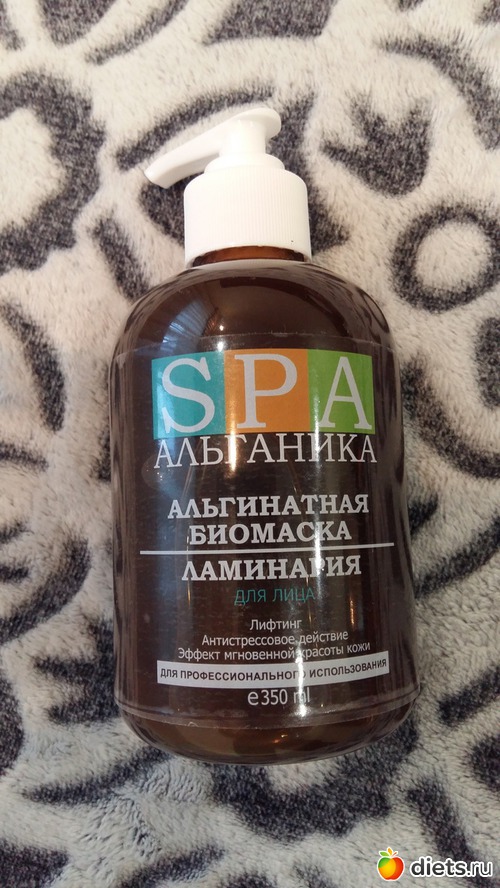 SPA
АЛЬГАНИКА
АЛЬГИНАТНАЯ
БИОМАСКА
ЛАМИНАРИЯ
ДЛЯ ЛИЦА
Лифтинг
Антистрессовое действие
Эффект мгновенной красоты кожи
ДЛЯ ПРОФЕССИОНАЛЬНОГО ИСПОЛЬЗОВАНИЯ
℮350 ml
diets.ru